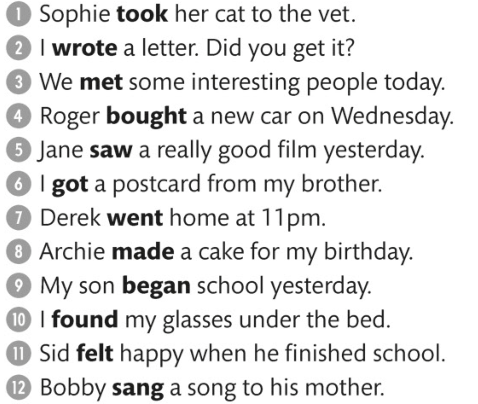 1 Sophie took her cat to the vet.
2 I wrote a letter. Did you get it?
3 We met some interesting people today.
4 Roger bought a new car on Wednesday.
5 Jane saw a really good film yesterday.
6 I got a postcard from my brother.
7 Derek went home at 11pm.
8 Archie made a cake for my birthday.
9 My son began school yesterday.
10 I found my glasses under the bed.
11 Sid felt happy when he finished school.
12 Bobby sang a song to his mother.